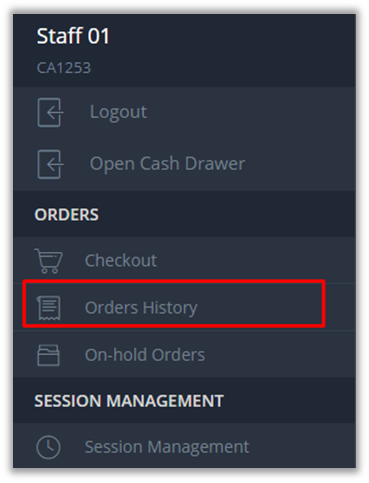 Staff 01
CA1253
Logout
Open Cash Drawer
ORDERS
Checkout
Orders History
On-hold Orders
SESSION MANAGEMENT
Session Management